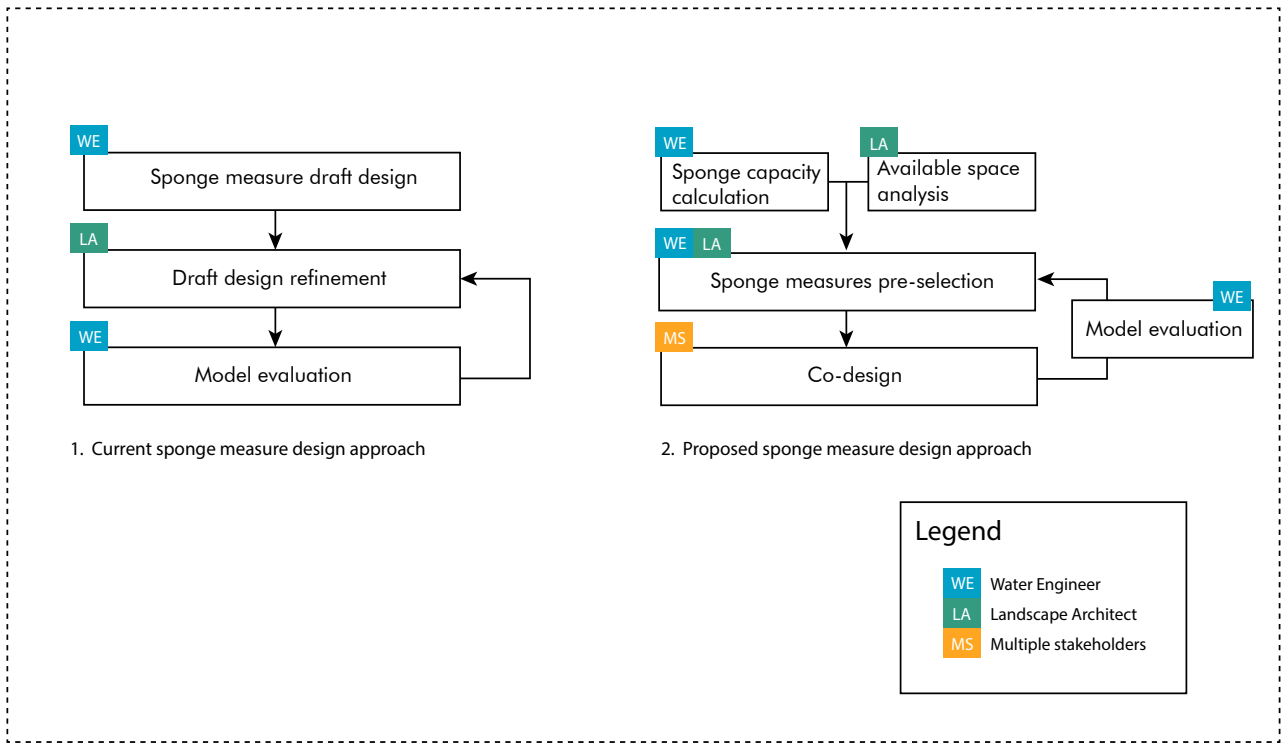 WE
Sponge measure draft design
LA
Draft design refinement
WE
Model evaluation
1. Current sponge measure design approach
WE
Sponge capacity
calculation
LA
Available space
analysis
WE LA
Sponge measures pre-selection
WE
Model evaluation
MS
Co-design
2. Proposed sponge measure design approach
Legend
WE Water Engineer
LA Landscape Architect
MS Multiple stakeholders